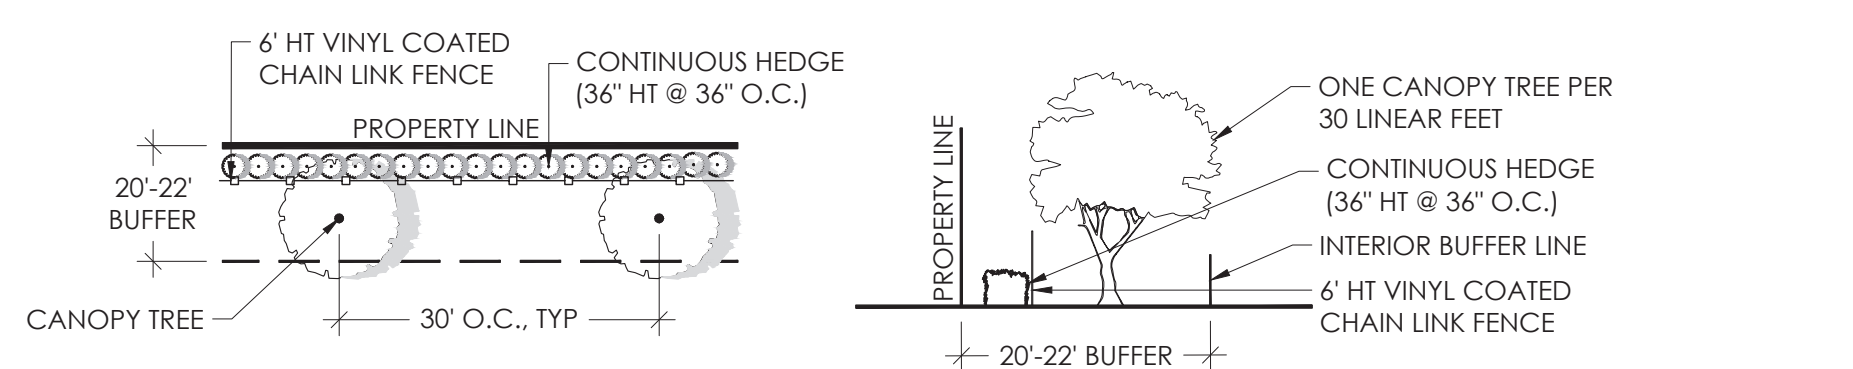 6' HT VINYL COATED
CHAIN LINK FENCE
CONTINUOUS HEDGE
(36" HT @ 36" O.C.)
PROPERTY LINE
20'-22'
BUFFER
CANOPY TREE
30' O.C., TYP
PROPERTY LINE
ONE CANOPY TREE PER
30 LINEAR FEET
CONTINUOUS HEDGE
(36" HT @ 36" O.C.)
INTERIOR BUFFER LINE
6' HT VINYL COATED
CHAIN LINK FENCE
20'-22' BUFFER